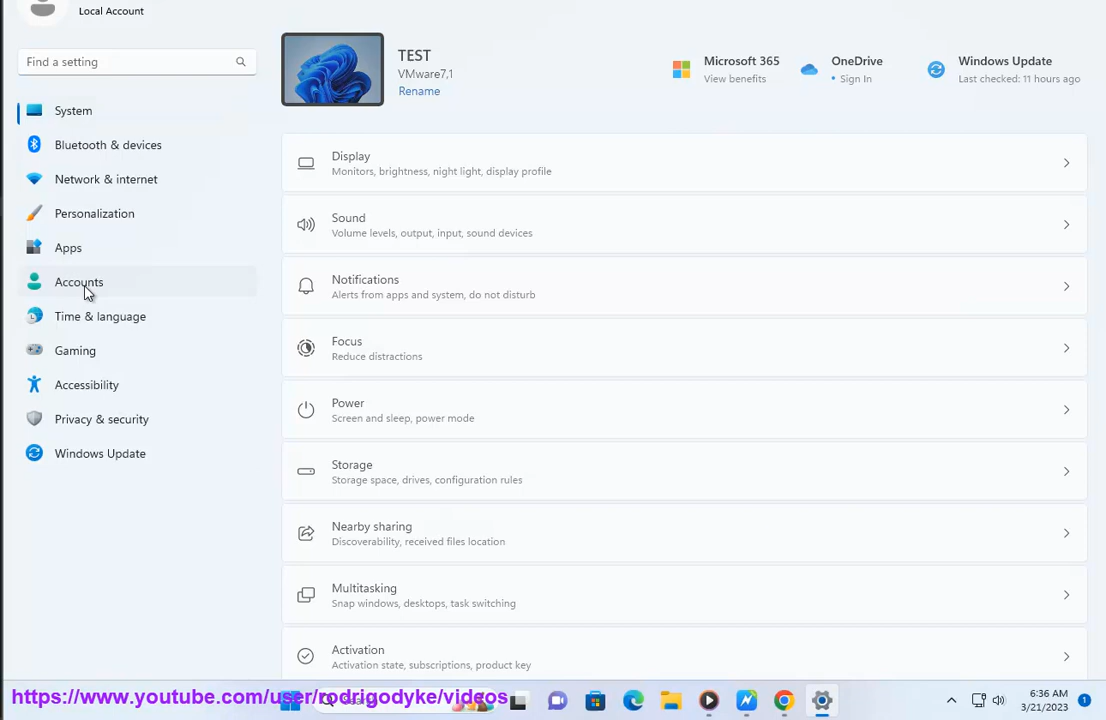 Local Account
Find a setting
System
Bluetooth & devices
Network & internet
Personalization
Apps
Accounts
Time & language
Gaming
Accessibility
Privacy & security
Windows Update
TEST
VMware7,1
Rename
Microsoft 365
View benefits
OneDrive
• Sign In
Windows Update
Last checked: 11 hours ago
Display
Monitors, brightness, night light, display profile
Sound
Volume levels, output, input, sound devices
Notifications
Alerts from apps and system, do not disturb
Focus
Reduce distractions
Power
Screen and sleep, power mode
Storage
Storage space, drives, configuration rules
Nearby sharing
Discoverability, received files location
Multitasking
Snap windows, desktops, task switching
Activation
Activation state, subscriptions, product key
https://www.youtube.com/user/rodrigodyke/videos
6:36 AM
3/21/2023
1